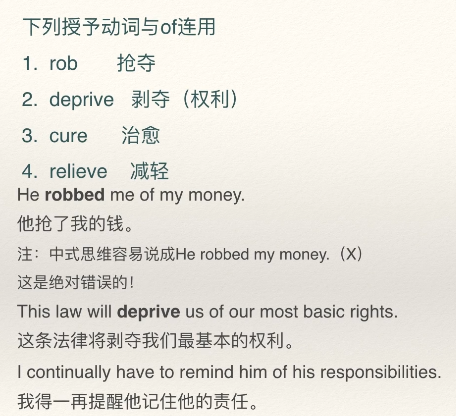 下列授予动词与of连用
1. rob 抢夺
2. deprive 剥夺（权利）
3. cure 治愈
4. relieve 减轻
He robbed me of my money.
他抢了我的钱。
注：中式思维容易说成He robbed my money.（X）
这是绝对错误的！
This law will deprive us of our most basic rights.
这条法律将剥夺我们最基本的权利。
I continually have to remind him of his responsibilities.
我得一再提醒他记住他的责任。